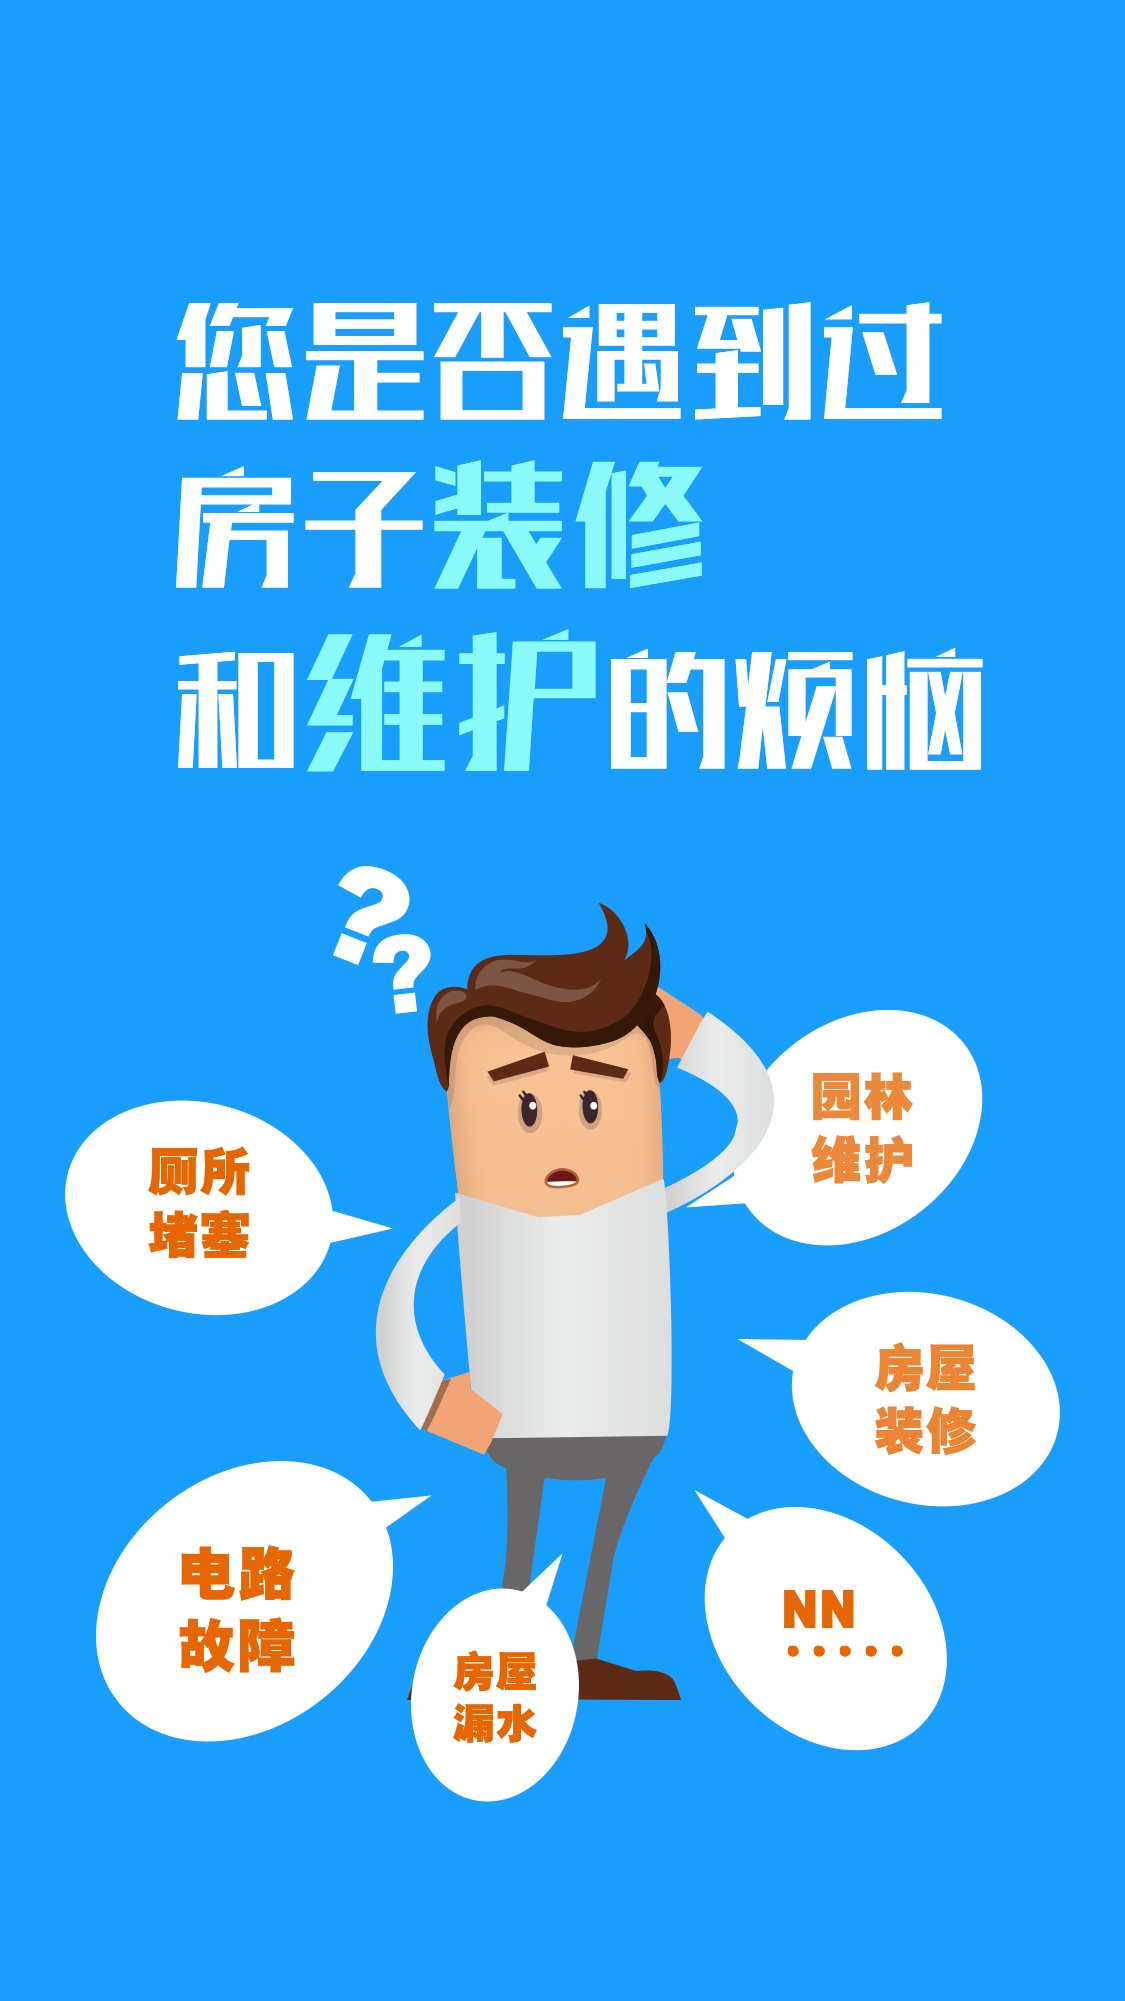 您是否遇到过
房子装修
和维护的烦恼
??
园林
维护
厕所
堵塞
房屋
装修
电路
故障
NN
·····
房屋
漏水